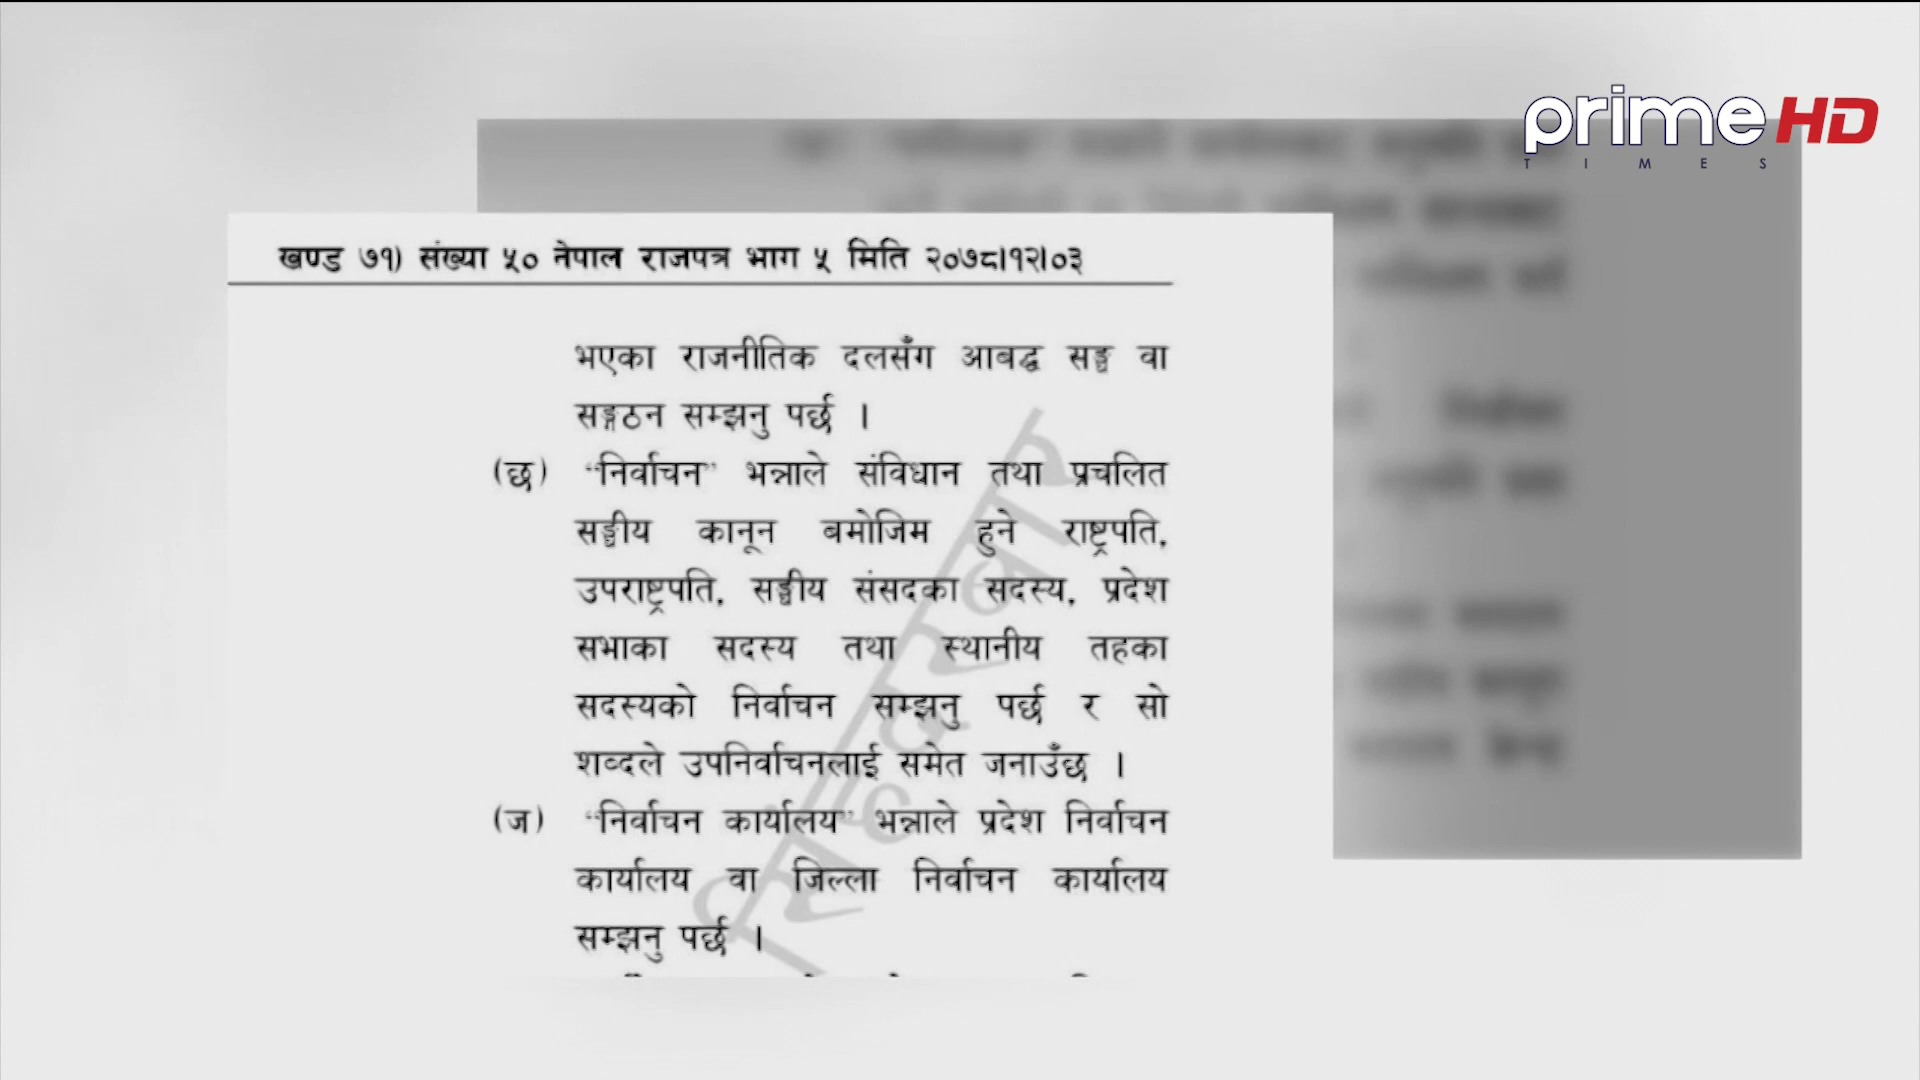 prime HD
TIMES
खण्ड ७१) संख्या ५० नेपाल राजपत्र भाग ५ मिति २०७८।१२।०३
भएका राजनीतिक दलसँग आबद्ध सङ्घ वा
सङ्गठन सम्झनु पर्छ ।
(छ) “निर्वाचन” भन्नाले संविधान तथा प्रचलित
सङ्घीय कानून बमोजिम हुने राष्ट्रपति,
उपराष्ट्रपति, सङ्घीय संसदका सदस्य, प्रदेश
सभाका सदस्य तथा स्थानीय तहका
सदस्यको निर्वाचन सम्झनु पर्छ र सो
शब्दले उपनिर्वाचनलाई समेत जनाउँछ ।
(ज) “निर्वाचन कार्यालय” भन्नाले प्रदेश निर्वाचन
कार्यालय वा जिल्ला निर्वाचन कार्यालय
सम्झनु पर्छ ।
सिंहदरबार